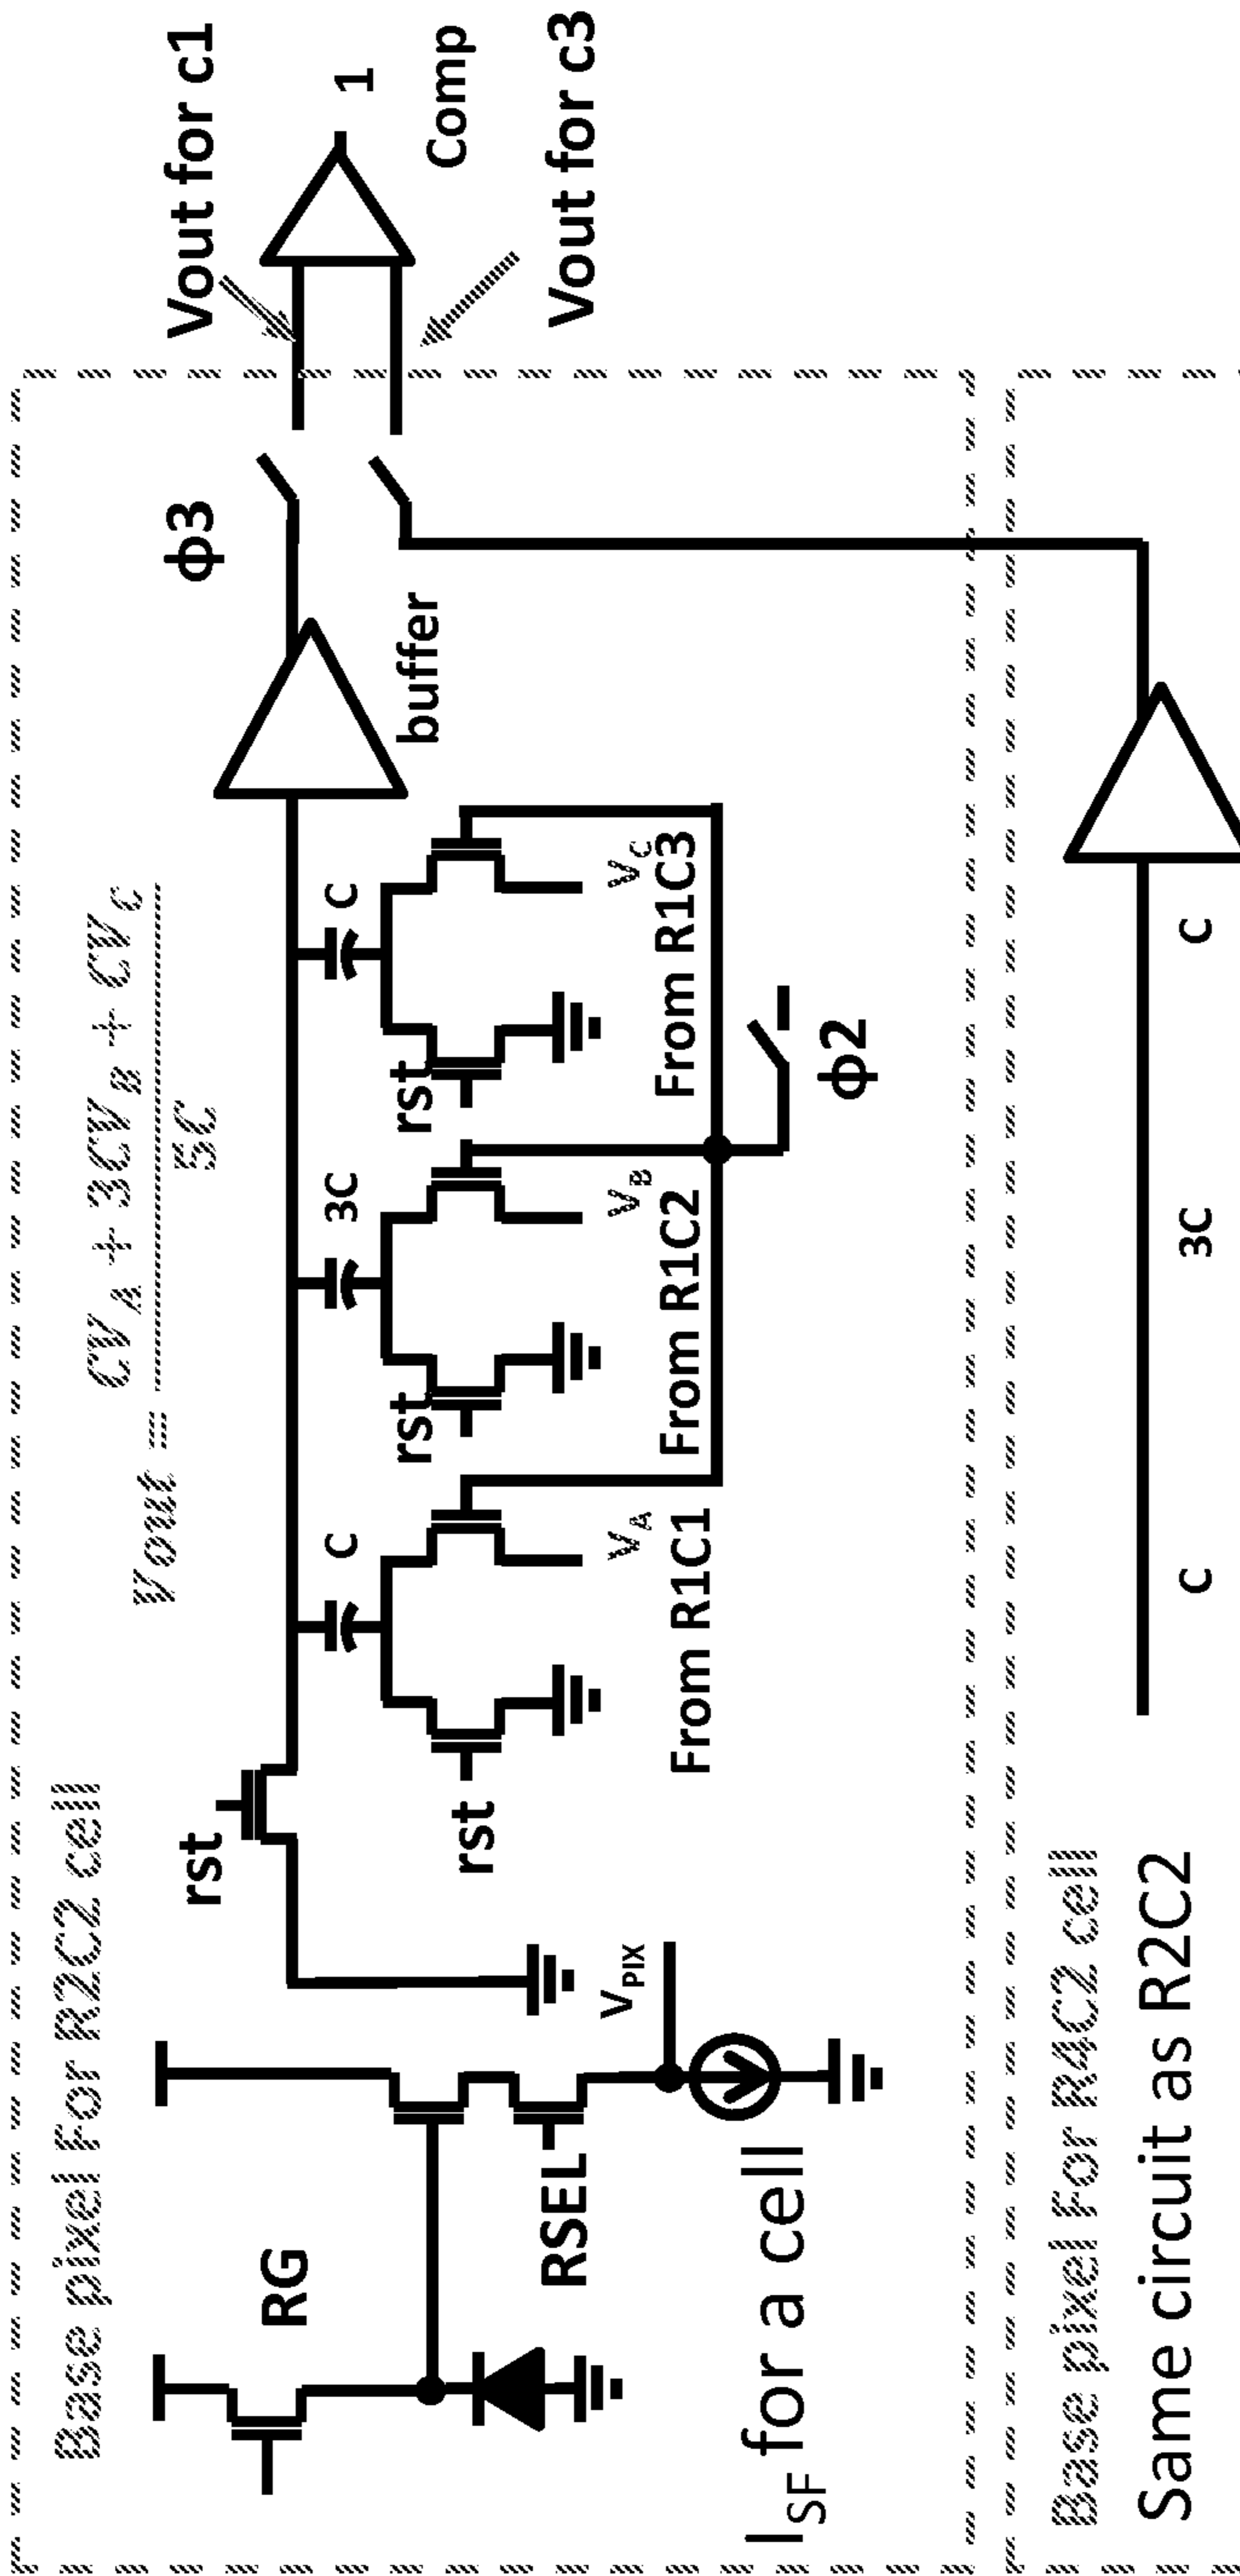 Base pixel For R2C2 cell
Vout = CV_A + 3CV_B + CV_C
5C
RG
rst
ϕ3
Vout for c1
C
3C
C
1
rst
rst
rst
buffer
Comp
RSEL
V_PIX
V_A
V_B
V_C
Vout for c3
From R1C1
From R1C2
From R1C3
I_SF for a cell
ϕ2
Base pixel For R4C2 cell
Same circuit as R2C2
C
3C
C